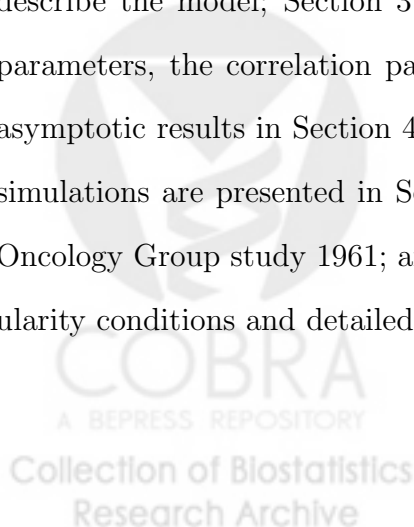 describe the model; Section 3
parameters, the correlation pa
asymptotic results in Section 4
simulations are presented in Se
Oncology Group study 1961; a
ularity conditions and detailed
COBRA
A BEPRESS REPOSITORY
Collection of Biostatistics
Research Archive